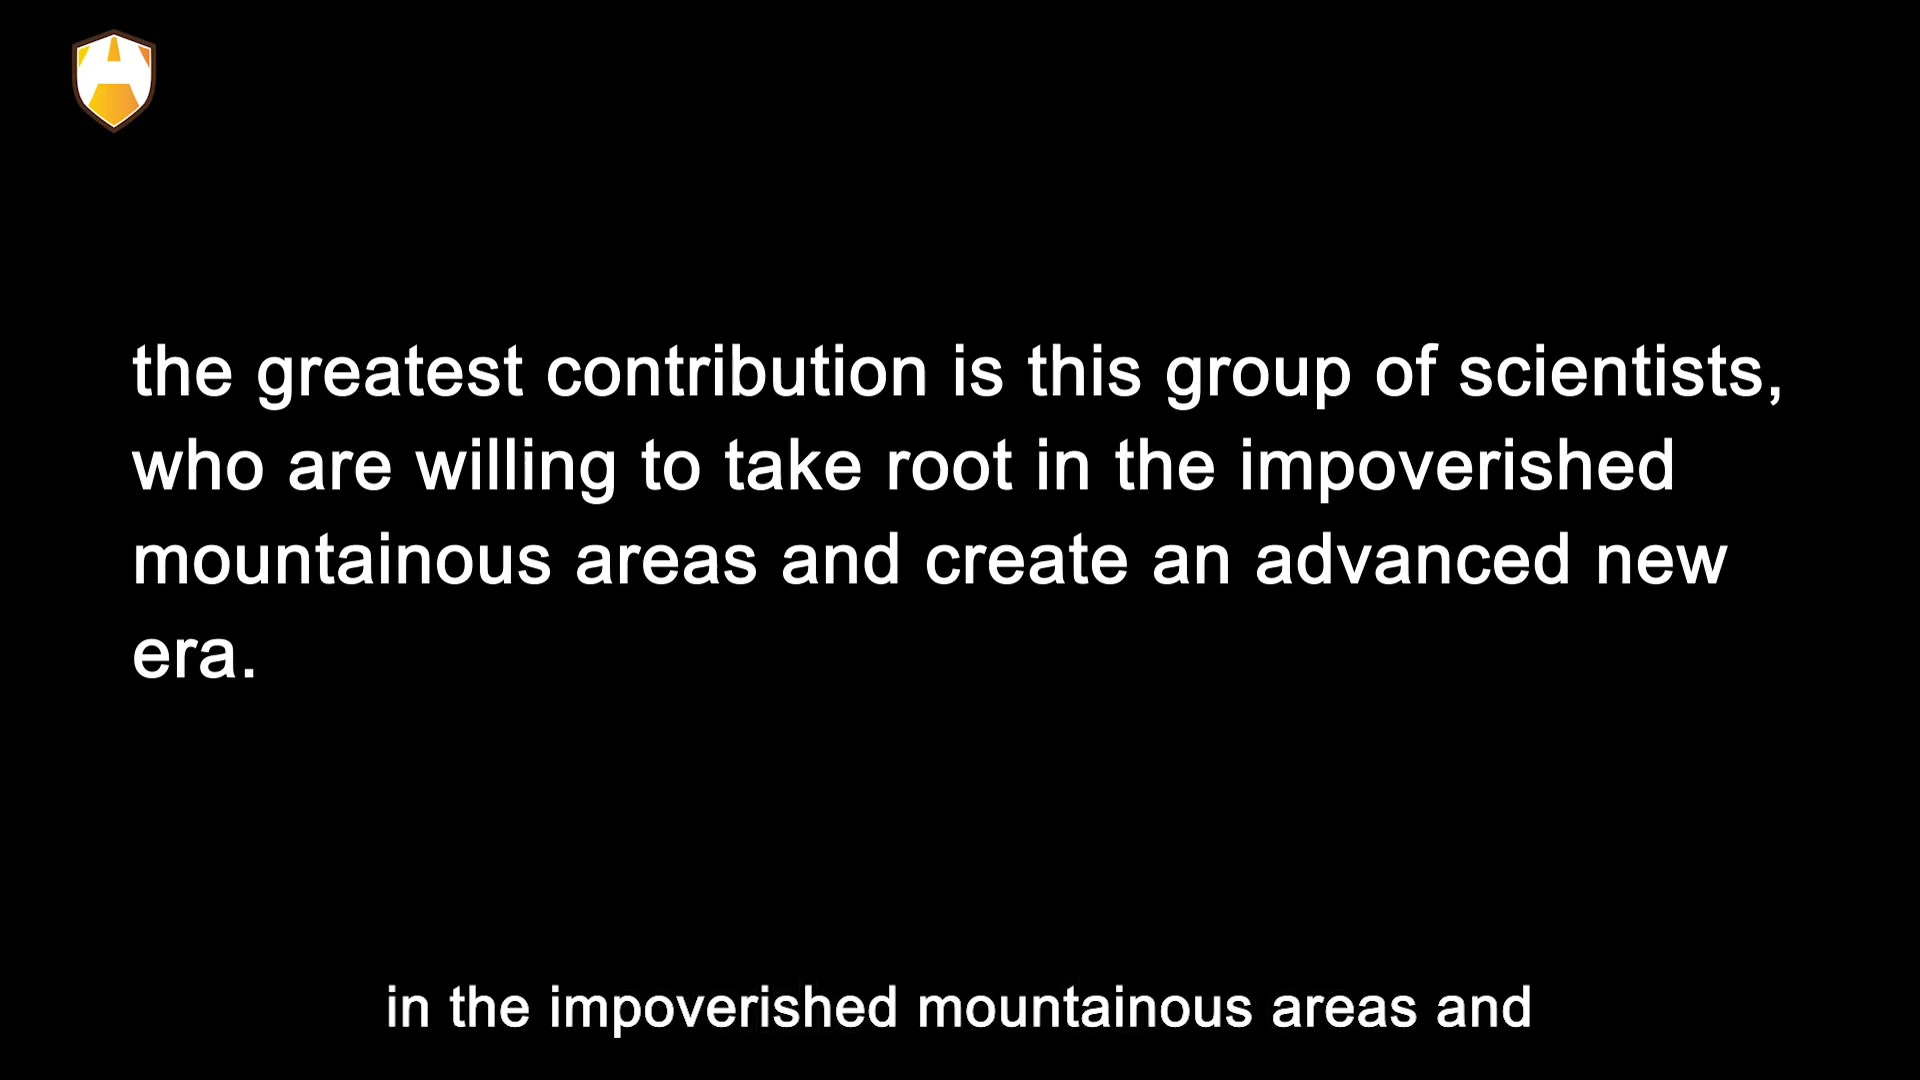 the greatest contribution is this group of scientists,
who are willing to take root in the impoverished
mountainous areas and create an advanced new
era.
in the impoverished mountainous areas and